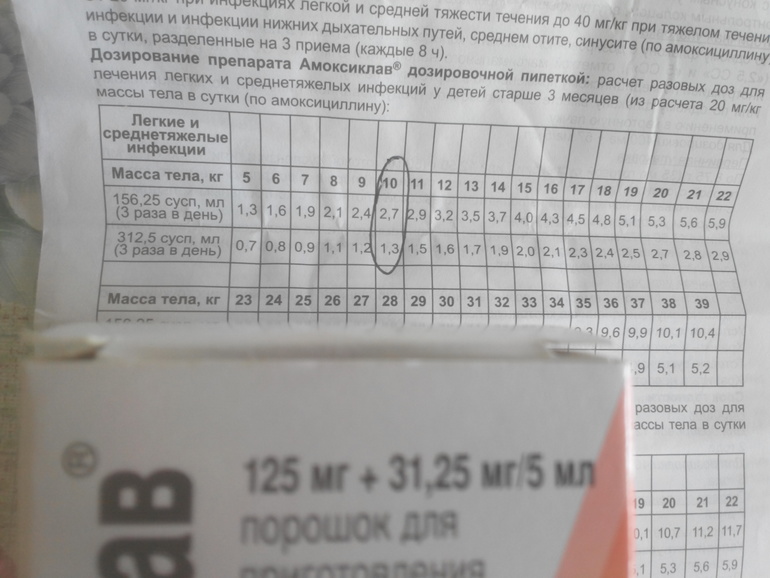 при инфекциях легкой и средней тяжести течения до 40 мг/кг при тяжелом течени
инфекции и инфекции нижних дыхательных путей, среднем отите, синусите (по амоксициллину
в сутки, разделенные на 3 приема (каждые 8 ч).
Дозирование препарата Амоксиклав® дозировочной пипеткой: расчет разовых доз для
лечения легких и среднетяжелых инфекций у детей старше 3 месяцев (из расчета 20 мг/кг
массы тела в сутки (по амоксициллину):
Легкие и
среднетяжелые
инфекции
Масса тела, кг 5 6 7 8 9 10 11 12 13 14 15 16 17 18 19 20 21 22
156,25 сусп, мл
(3 раза в день) 1,3 1,6 1,9 2,1 2,4 2,7 2,9 3,2 3,5 3,7 4,0 4,3 4,5 4,8 5,1 5,3 5,6 5,9
312,5 сусп, мл
(3 раза в день) 0,7 0,8 0,9 1,1 1,2 1,3 1,5 1,6 1,7 1,9 2,0 2,1 2,3 2,4 2,5 2,7 2,8 2,9
Масса тела, кг 23 24 25 26 27 28 29 30 31 32 33 34 35 36 37 38 39
9,6 9,9 10,1 10,4
,9 5,1 5,2
разовых доз для
ассы тела в сутки
19 20 21 22
0,1 10,7 11,2 11,7
,1 5,3 5,6 5,9
ав®
125 мг + 31,25 мг/5 мл
порошок для
приготовления